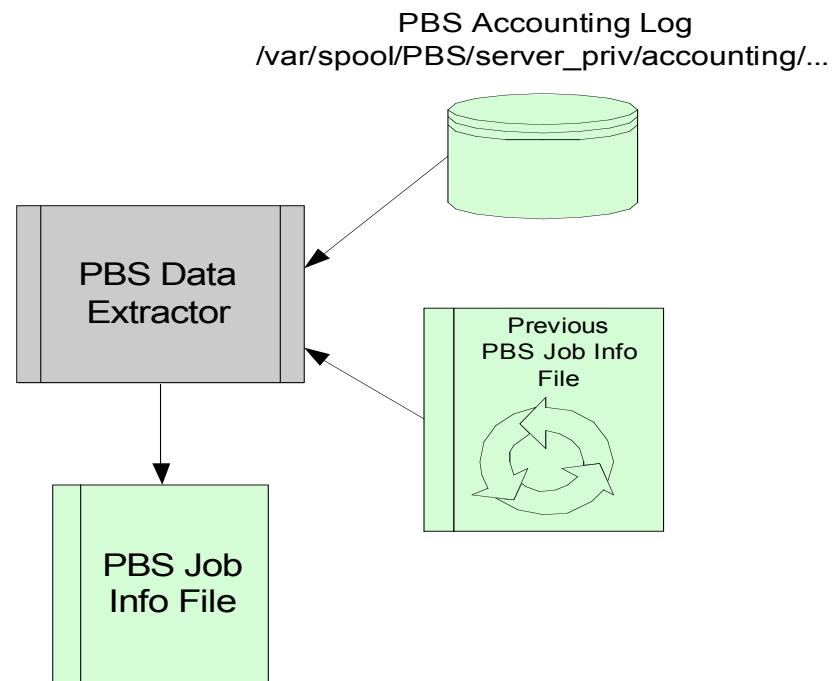 PBS Accounting Log
/var/spool/PBS/server_priv/accounting/...
PBS Data
Extractor
Previous
PBS Job Info
File
PBS Job
Info File